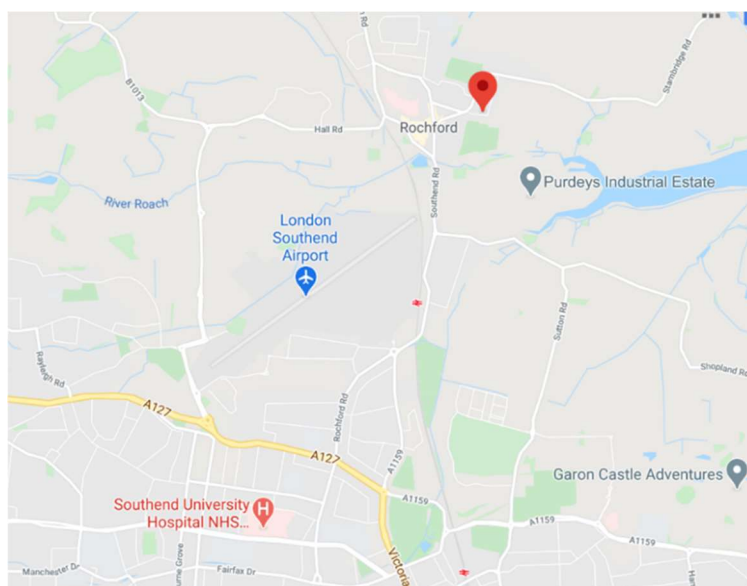 B1013
Hall Rd
Rochford
Stambridge Rd
Southend Rd
Purdeys Industrial Estate
River Roach
London
Southend
Airport
Sutton Rd
Shopland Rd
Rayleigh Rd
A127
Rochford Rd
A127
A1159
Garon Castle Adventures
Southend University
Hospital NHS...
H
A1159
A1159
Manchester Dr
Fairfax Dr
Victoria